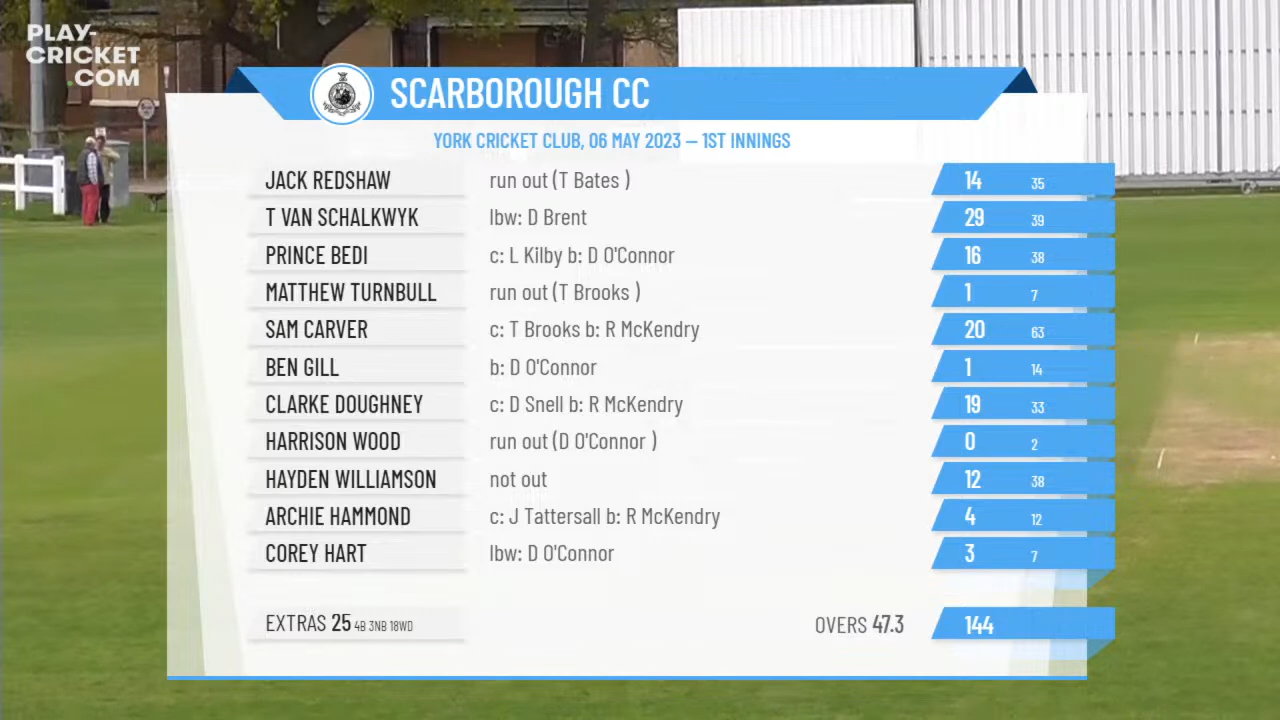 PLAY-
CRICKET
.COM
SCARBOROUGH CC
YORK CRICKET CLUB, 06 MAY 2023 – 1ST INNINGS
JACK REDSHAW run out (T Bates ) 14 35
T VAN SCHALKWYK lbw: D Brent 29 39
PRINCE BEDI c: L Kilby b: D O'Connor 16 38
MATTHEW TURNBULL run out (T Brooks ) 1 7
SAM CARVER c: T Brooks b: R McKendry 20 63
BEN GILL b: D O'Connor 1 14
CLARKE DOUGHNEY c: D Snell b: R McKendry 19 33
HARRISON WOOD run out (D O'Connor ) 0 2
HAYDEN WILLIAMSON not out 12 38
ARCHIE HAMMOND c: J Tattersall b: R McKendry 4 12
COREY HART lbw: D O'Connor 3 7
EXTRAS 25 4B 3NB 18WD OVERS 47.3 144